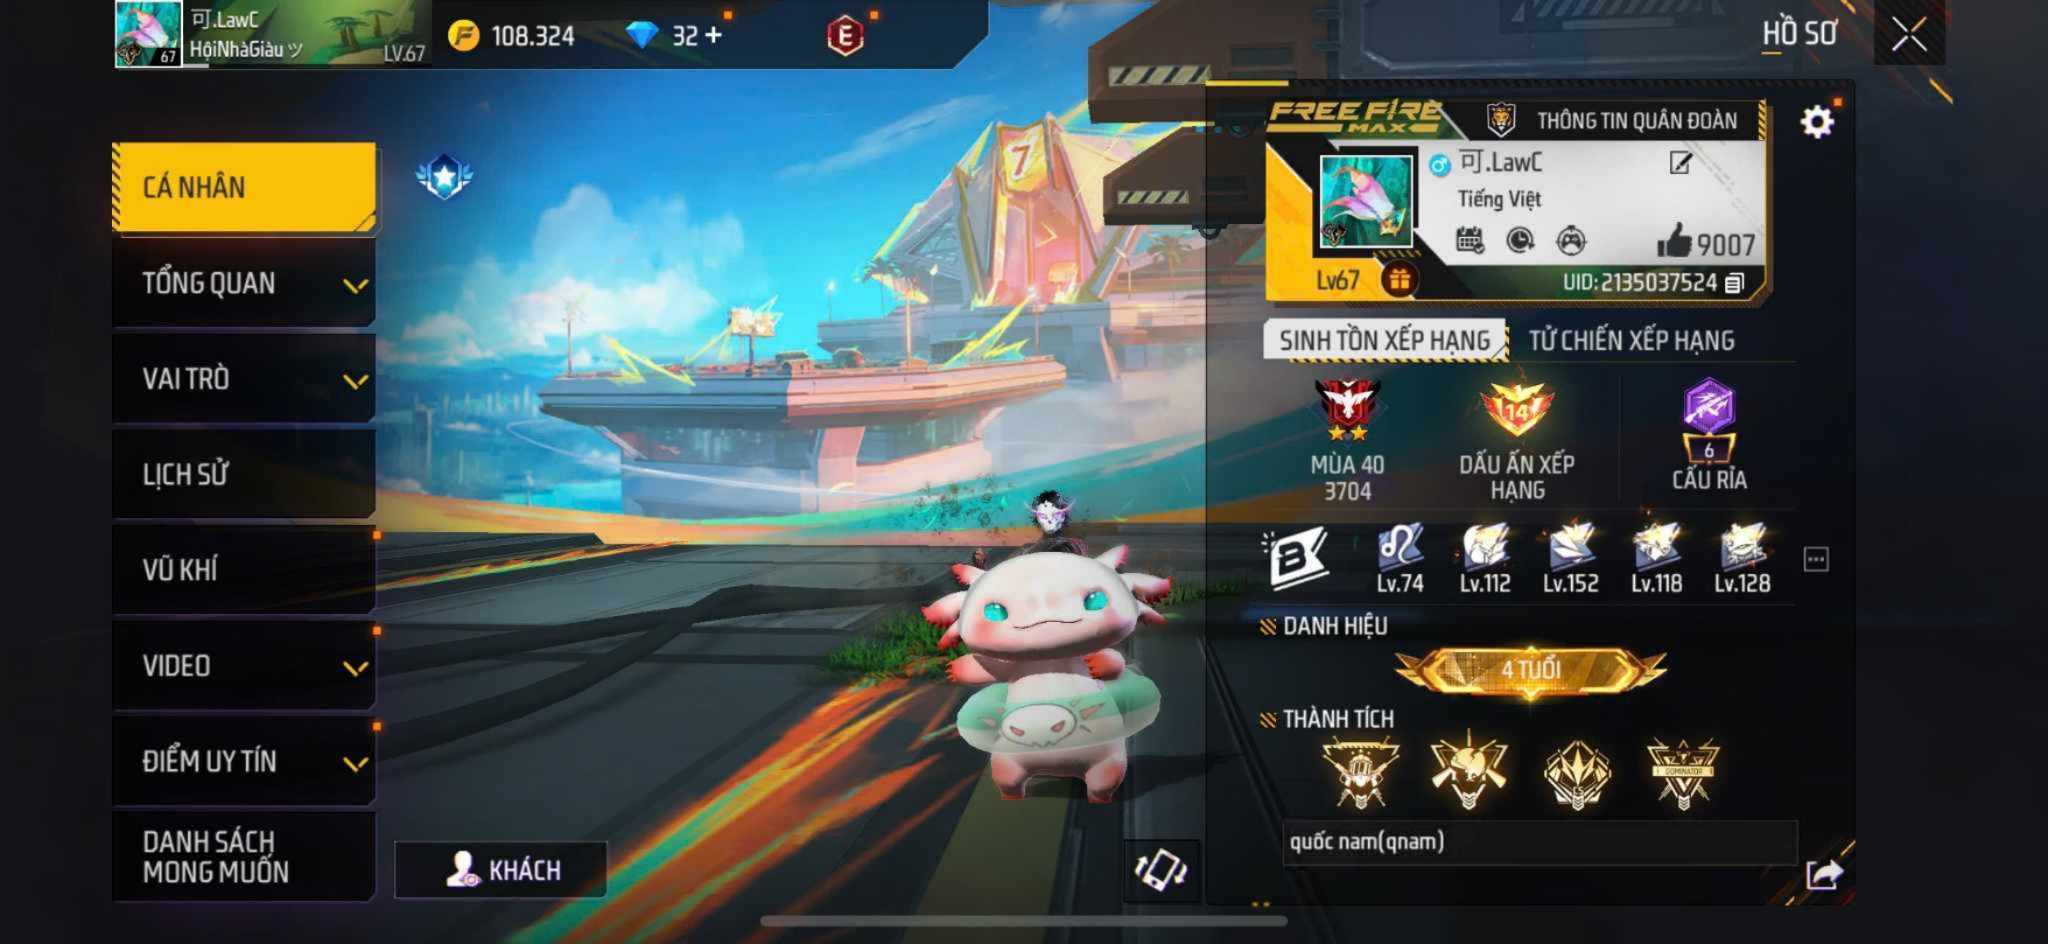 可.LawC
HộiNhàGiàu ッ
67
LV.67
108.324
32 +
E
HỒ SƠ
CÁ NHÂN
TỔNG QUAN
VAI TRÒ
LỊCH SỬ
VŨ KHÍ
VIDEO
ĐIỂM UY TÍN
DANH SÁCH
MONG MUỐN
7
KHÁCH
FREE FIRE
MAX
THÔNG TIN QUÂN ĐOÀN
可.LawC
Tiếng Việt
9007
Lv67
UID: 2135037524
SINH TỒN XẾP HẠNG
TỬ CHIẾN XẾP HẠNG
14
6
MÙA 40
3704
DẤU ẤN XẾP
HẠNG
CẤU RỈA
B
Lv.74
Lv.112
Lv.152
Lv.118
Lv.128
DANH HIỆU
4 TUỔI
THÀNH TÍCH
CS
DOMINATOR
quốc nam(qnam)